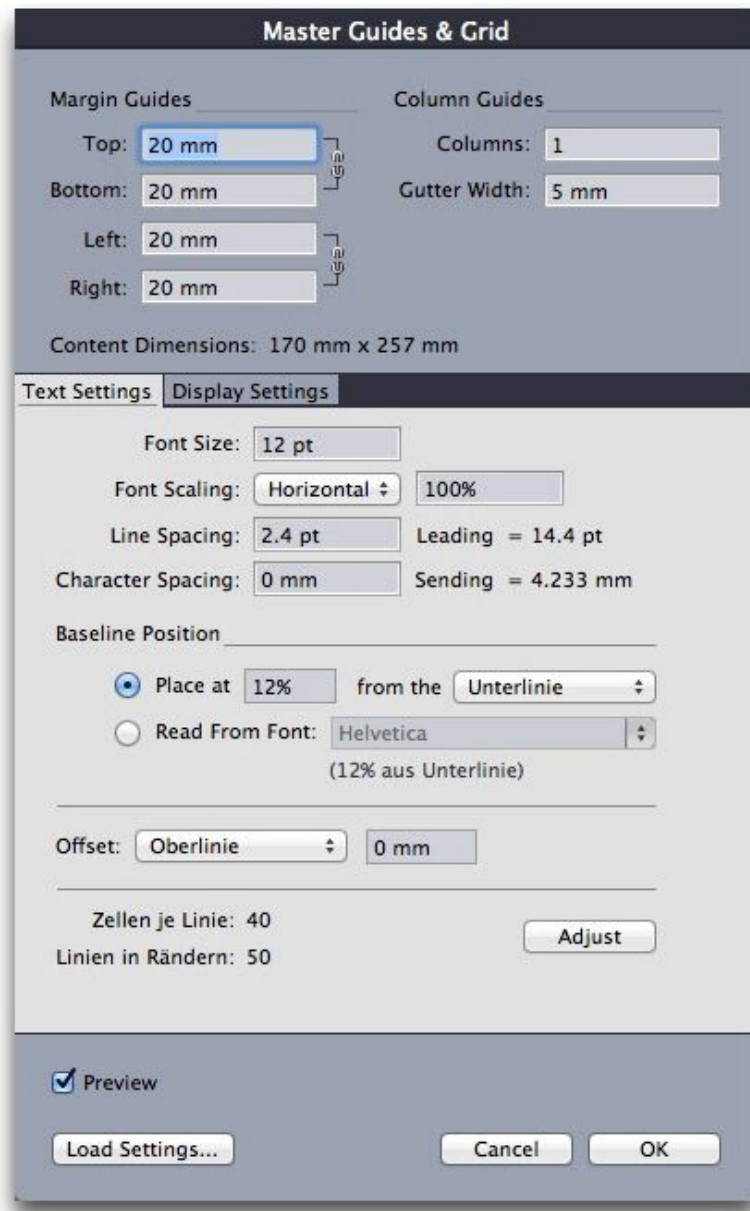 Master Guides & Grid
Margin Guides
Column Guides
Top: 20 mm
Columns: 1
Bottom: 20 mm
Gutter Width: 5 mm
Left: 20 mm
Right: 20 mm
Content Dimensions: 170 mm x 257 mm
Text Settings Display Settings
Font Size: 12 pt
Font Scaling: Horizontal 100%
Line Spacing: 2.4 pt Leading = 14.4 pt
Character Spacing: 0 mm Sending = 4.233 mm
Baseline Position
Place at 12% from the Unterlinie
Read From Font: Helvetica
(12% aus Unterlinie)
Offset: Oberlinie 0 mm
Zellen je Linie: 40
Adjust
Linien in Rändern: 50
Preview
Load Settings... Cancel OK